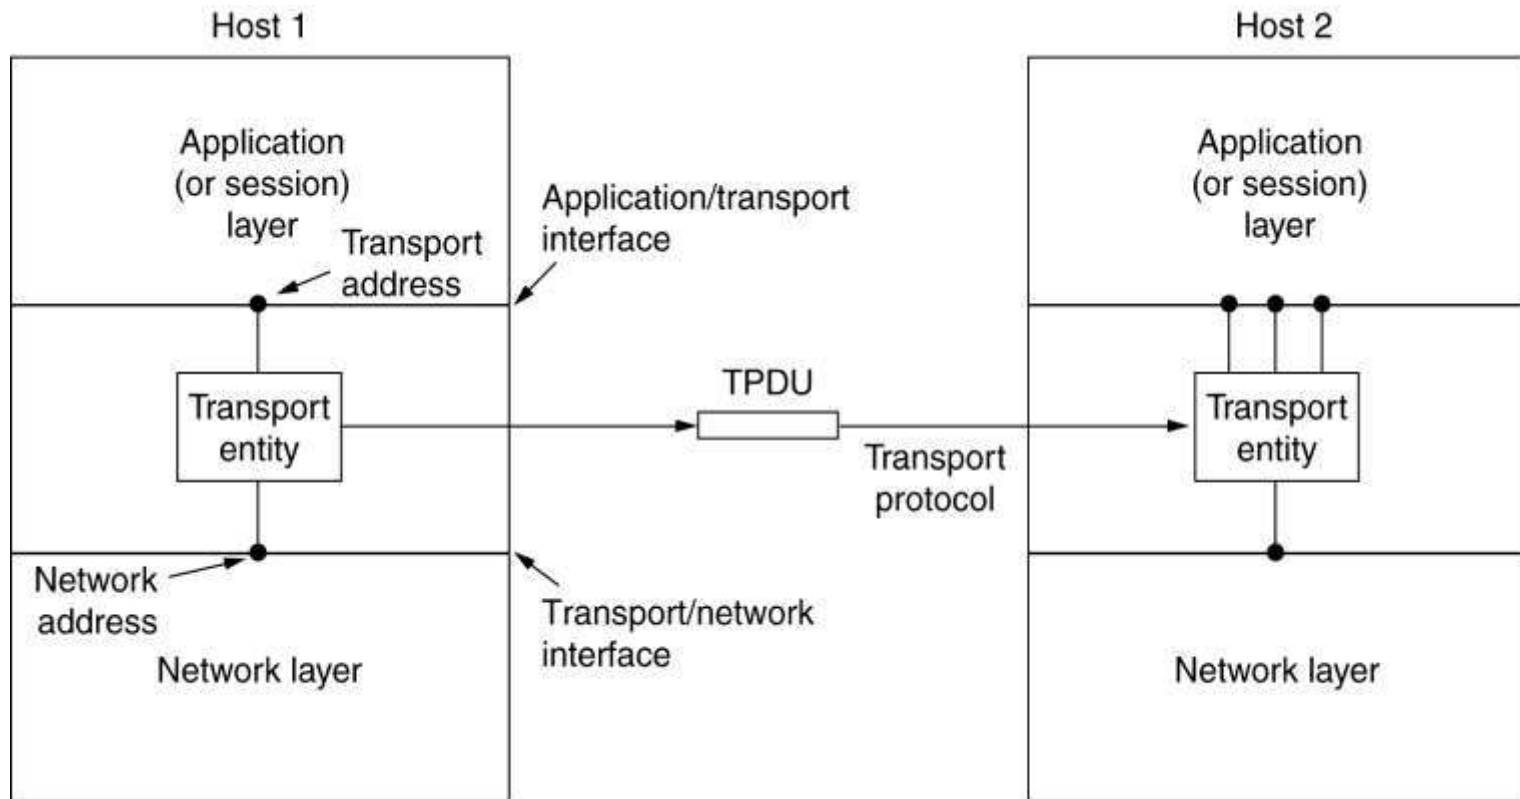 Host 1
Host 2
Application
(or session)
layer
Transport
address
Application/transport
interface
Application
(or session)
layer
Transport
entity
TPDU
Transport
protocol
Transport
entity
Network
address
Network layer
Transport/network
interface
Network layer